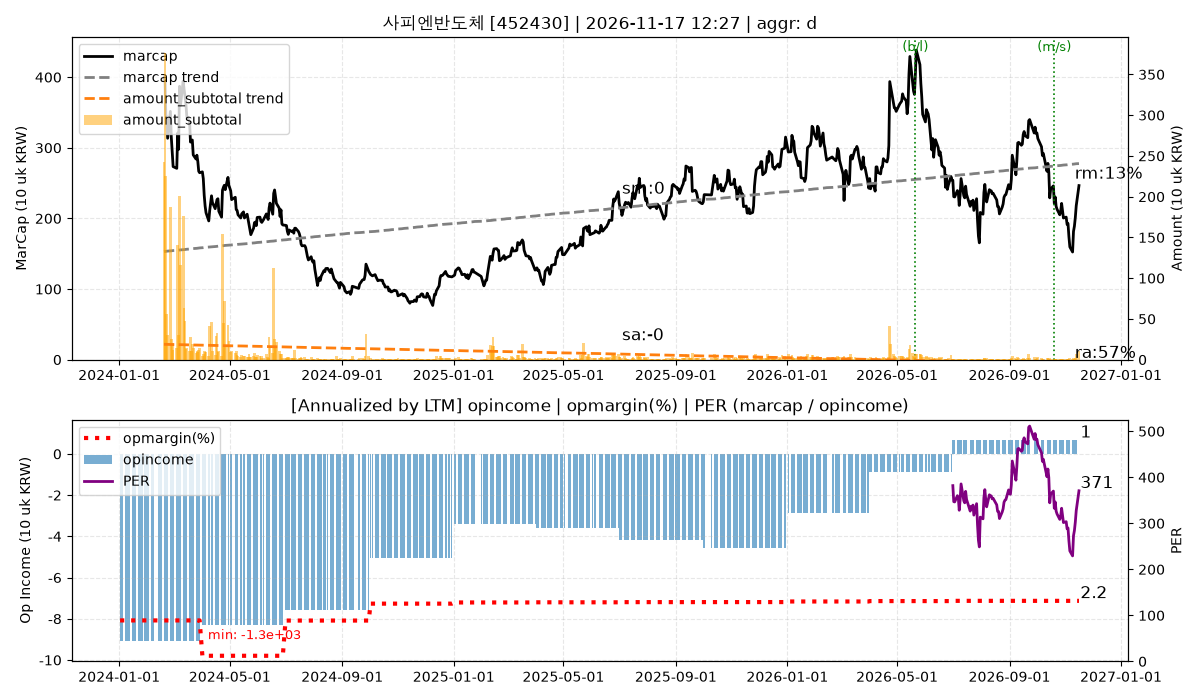 사피엔반도체 [452430] | 2026-11-17 12:27 | aggr: d
marcap
marcap trend
amount_subtotal trend
amount_subtotal
(b/l)
(m/s)
sm:0
sa:-0
rm:13%
ra:57%
MarCap (10 uk KRW)
400
300
200
100
0
Amount (10 uk KRW)
350
300
250
200
150
100
50
0
2024-01-01
2024-05-01
2024-09-01
2025-01-01
2025-05-01
2025-09-01
2026-01-01
2026-05-01
2026-09-01
2027-01-01
[Annualized by LTM] opincome | opmargin(%) | PER (marcap / opincome)
opmargin(%)
opincome
PER
1
371
2.2
min: -1.3e+03
Op Income (10 uk KRW)
0
-2
-4
-6
-8
-10
PER
500
400
300
200
100
0
2024-01-01
2024-05-01
2024-09-01
2025-01-01
2025-05-01
2025-09-01
2026-01-01
2026-05-01
2026-09-01
2027-01-01